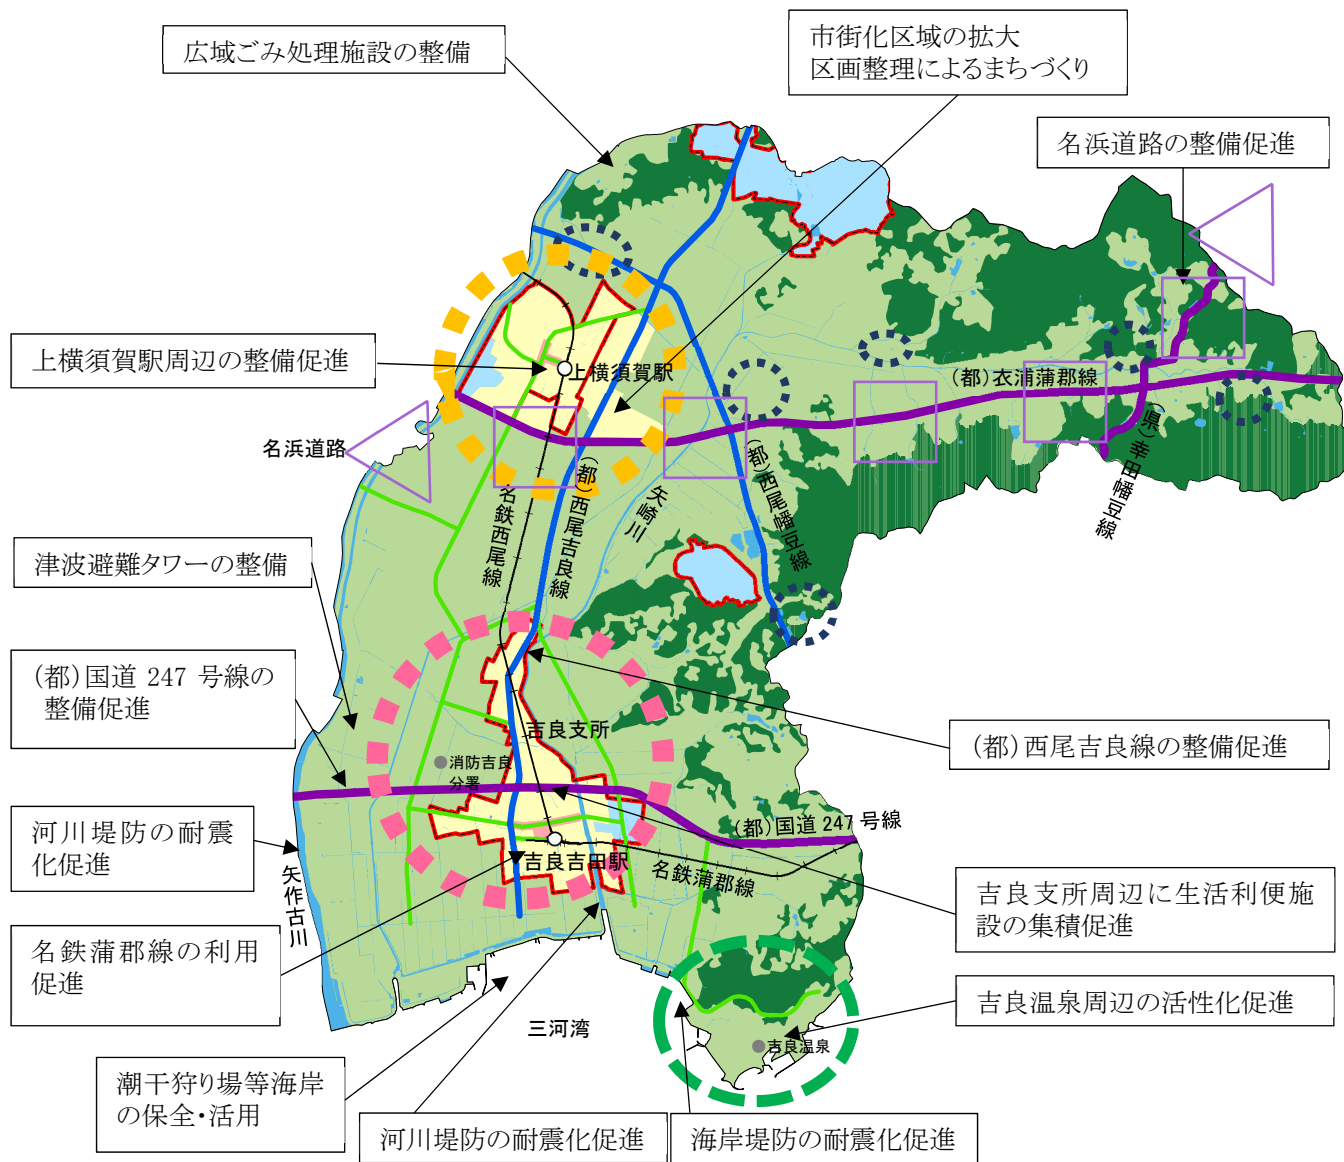 広域ごみ処理施設の整備
市街化区域の拡大
区画整理によるまちづくり
名浜道路の整備促進
上横須賀駅周辺の整備促進
上横須賀駅
(都)衣浦蒲郡線
名浜道路
(県)幸田幡豆線
(都)西尾幡豆線
矢崎川
(都)西尾吉良線
名鉄西尾線
津波避難タワーの整備
(都)国道 247 号線の
整備促進
吉良支所
(都)西尾吉良線の整備促進
消防吉良
分署
河川堤防の耐震
化促進
(都)国道 247 号線
吉良吉田駅
名鉄蒲郡線
矢作古川
吉良支所周辺に生活利便施
設の集積促進
名鉄蒲郡線の利用
促進
吉良温泉周辺の活性化促進
三河湾
吉良温泉
潮干狩り場等海岸
の保全・活用
河川堤防の耐震化促進
海岸堤防の耐震化促進